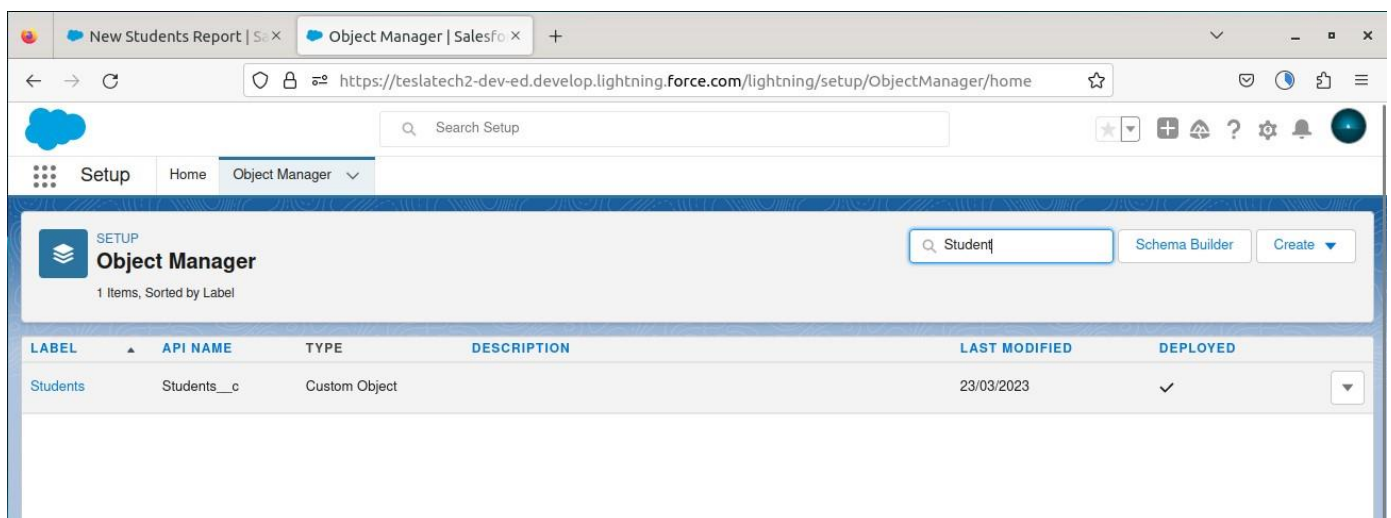 New Students Report | Sa
Object Manager | Salesfo
https://teslatech2-dev-ed.develop.lightning.force.com/lightning/setup/ObjectManager/home
Search Setup
Setup Home Object Manager
SETUP
Object Manager
1 Items, Sorted by Label
Student
Schema Builder
Create
LABEL API NAME TYPE DESCRIPTION LAST MODIFIED DEPLOYED
Students Students__c Custom Object 23/03/2023